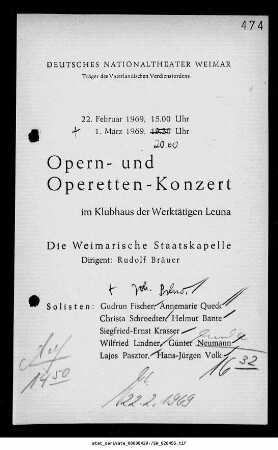 474
DEUTSCHES NATIONALTHEATER WEIMAR
Träger des Vaterländischen Verdienstordens
22. Februar 1969, 15.00 Uhr
+ 1. März 1969. 19.30 Uhr
20.00
Opern- und
Operetten-Konzert
im Klubhaus der Werktätigen Leuna
Die Weimarische Staatskapelle
Dirigent: Rudolf Bräuer
+
Solisten: Gudrun Fischer, Annemarie Queck
Christa Schroedter, Helmut Bante
Siegfried-Ernst Krasser
Wilfried Lindner, Günter Neumann
Lajos Pasztor, Hans-Jürgen Volk
14 50
16 32
22.2.1969